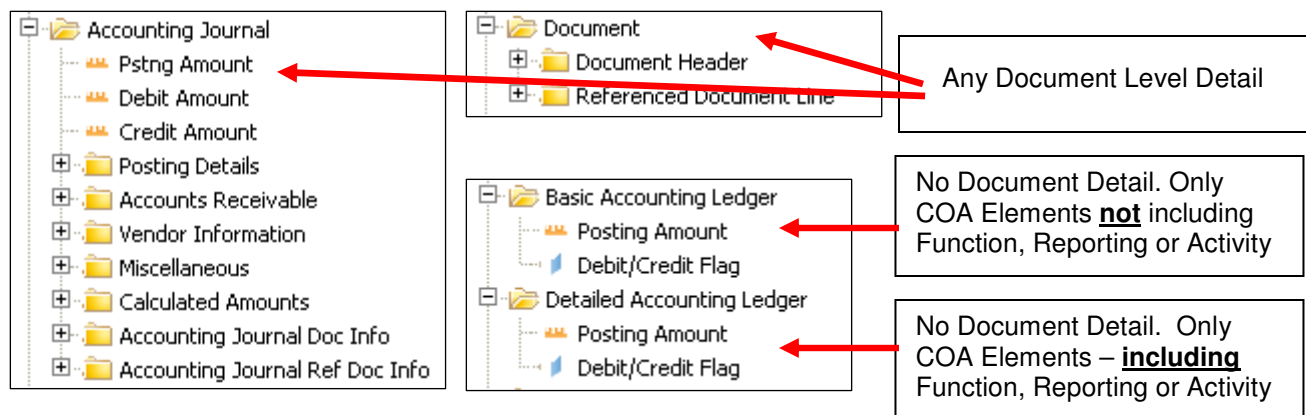 Accounting Journal
Pstng Amount
Debit Amount
Credit Amount
Posting Details
Accounts Receivable
Vendor Information
Miscellaneous
Calculated Amounts
Accounting Journal Doc Info
Accounting Journal Ref Doc Info
Document
Document Header
Referenced Document Line
Any Document Level Detail
Basic Accounting Ledger
Posting Amount
Debit/Credit Flag
Detailed Accounting Ledger
Posting Amount
Debit/Credit Flag
No Document Detail. Only
COA Elements not including
Function, Reporting or Activity
No Document Detail.  Only
COA Elements – including
Function, Reporting or Activity